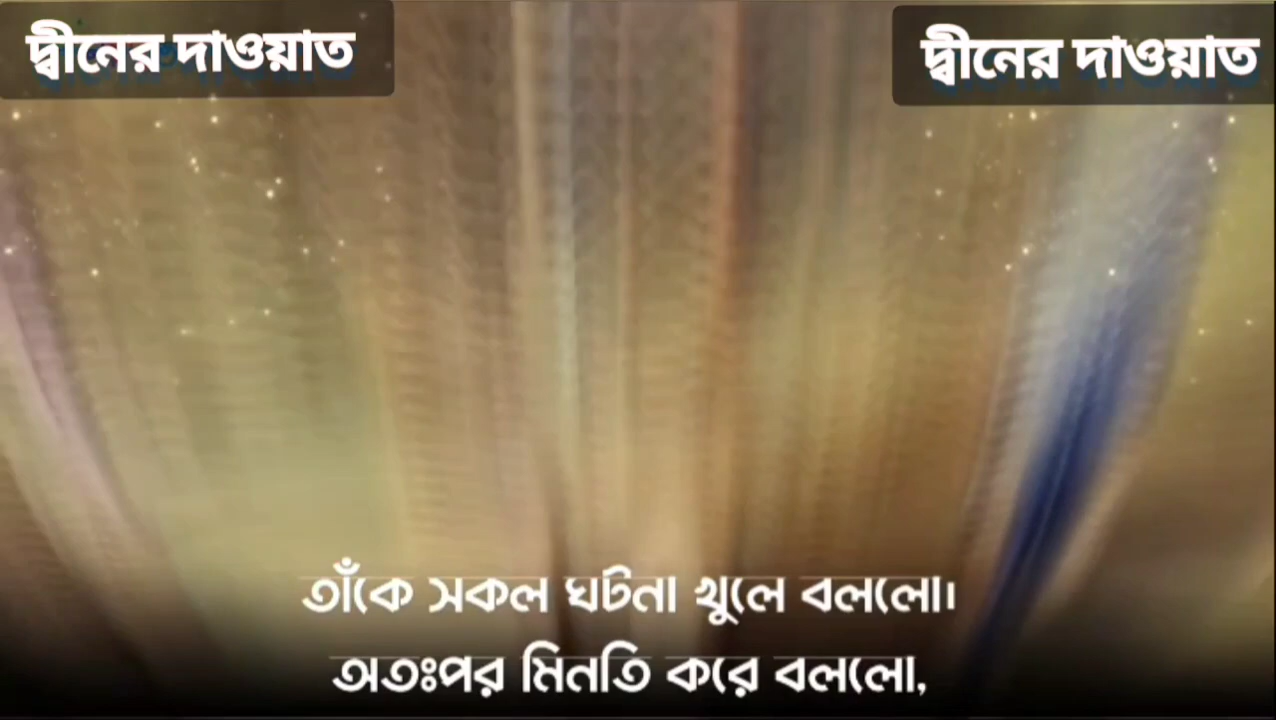 দ্বীনের দাওয়াত
দ্বীনের দাওয়াত
তাঁকে সকল ঘটনা খুলে বললো।
অতঃপর মিনতি করে বললো,